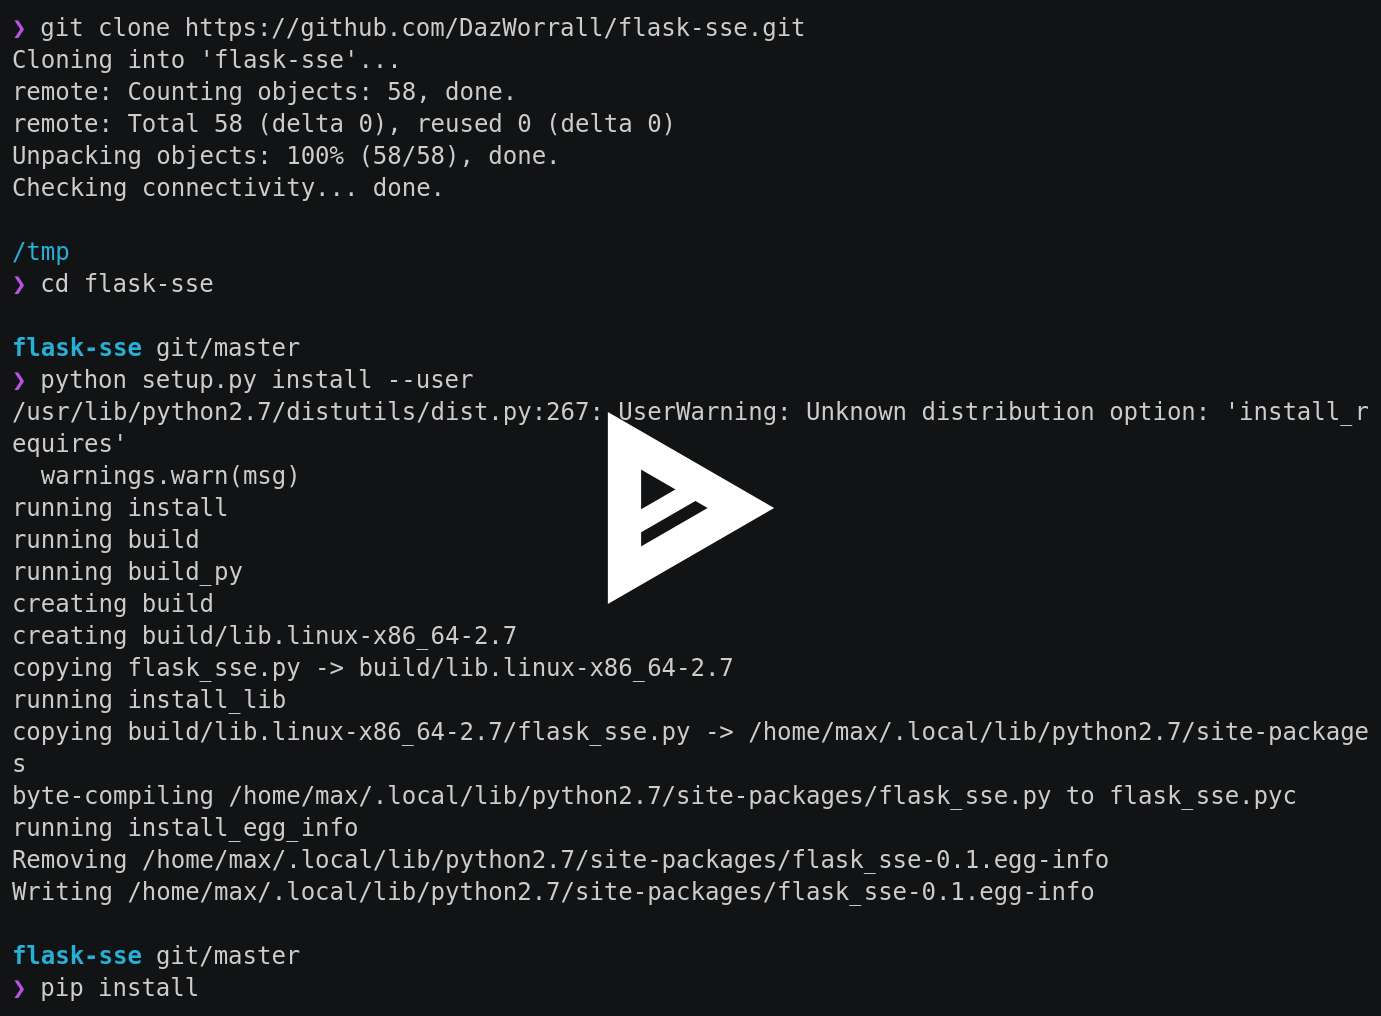 ❯ git clone https://github.com/DazWorrall/flask-sse.git
Cloning into 'flask-sse'...
remote: Counting objects: 58, done.
remote: Total 58 (delta 0), reused 0 (delta 0)
Unpacking objects: 100% (58/58), done.
Checking connectivity... done.
/tmp
❯ cd flask-sse
flask-sse git/master
❯ python setup.py install --user
/usr/lib/python2.7/distutils/dist.py:267: UserWarning: Unknown distribution option: 'install_r
equires'
  warnings.warn(msg)
running install
running build
running build_py
creating build
creating build/lib.linux-x86_64-2.7
copying flask_sse.py -> build/lib.linux-x86_64-2.7
running install_lib
copying build/lib.linux-x86_64-2.7/flask_sse.py -> /home/max/.local/lib/python2.7/site-package
s
byte-compiling /home/max/.local/lib/python2.7/site-packages/flask_sse.py to flask_sse.pyc
running install_egg_info
Removing /home/max/.local/lib/python2.7/site-packages/flask_sse-0.1.egg-info
Writing /home/max/.local/lib/python2.7/site-packages/flask_sse-0.1.egg-info
flask-sse git/master
❯ pip install